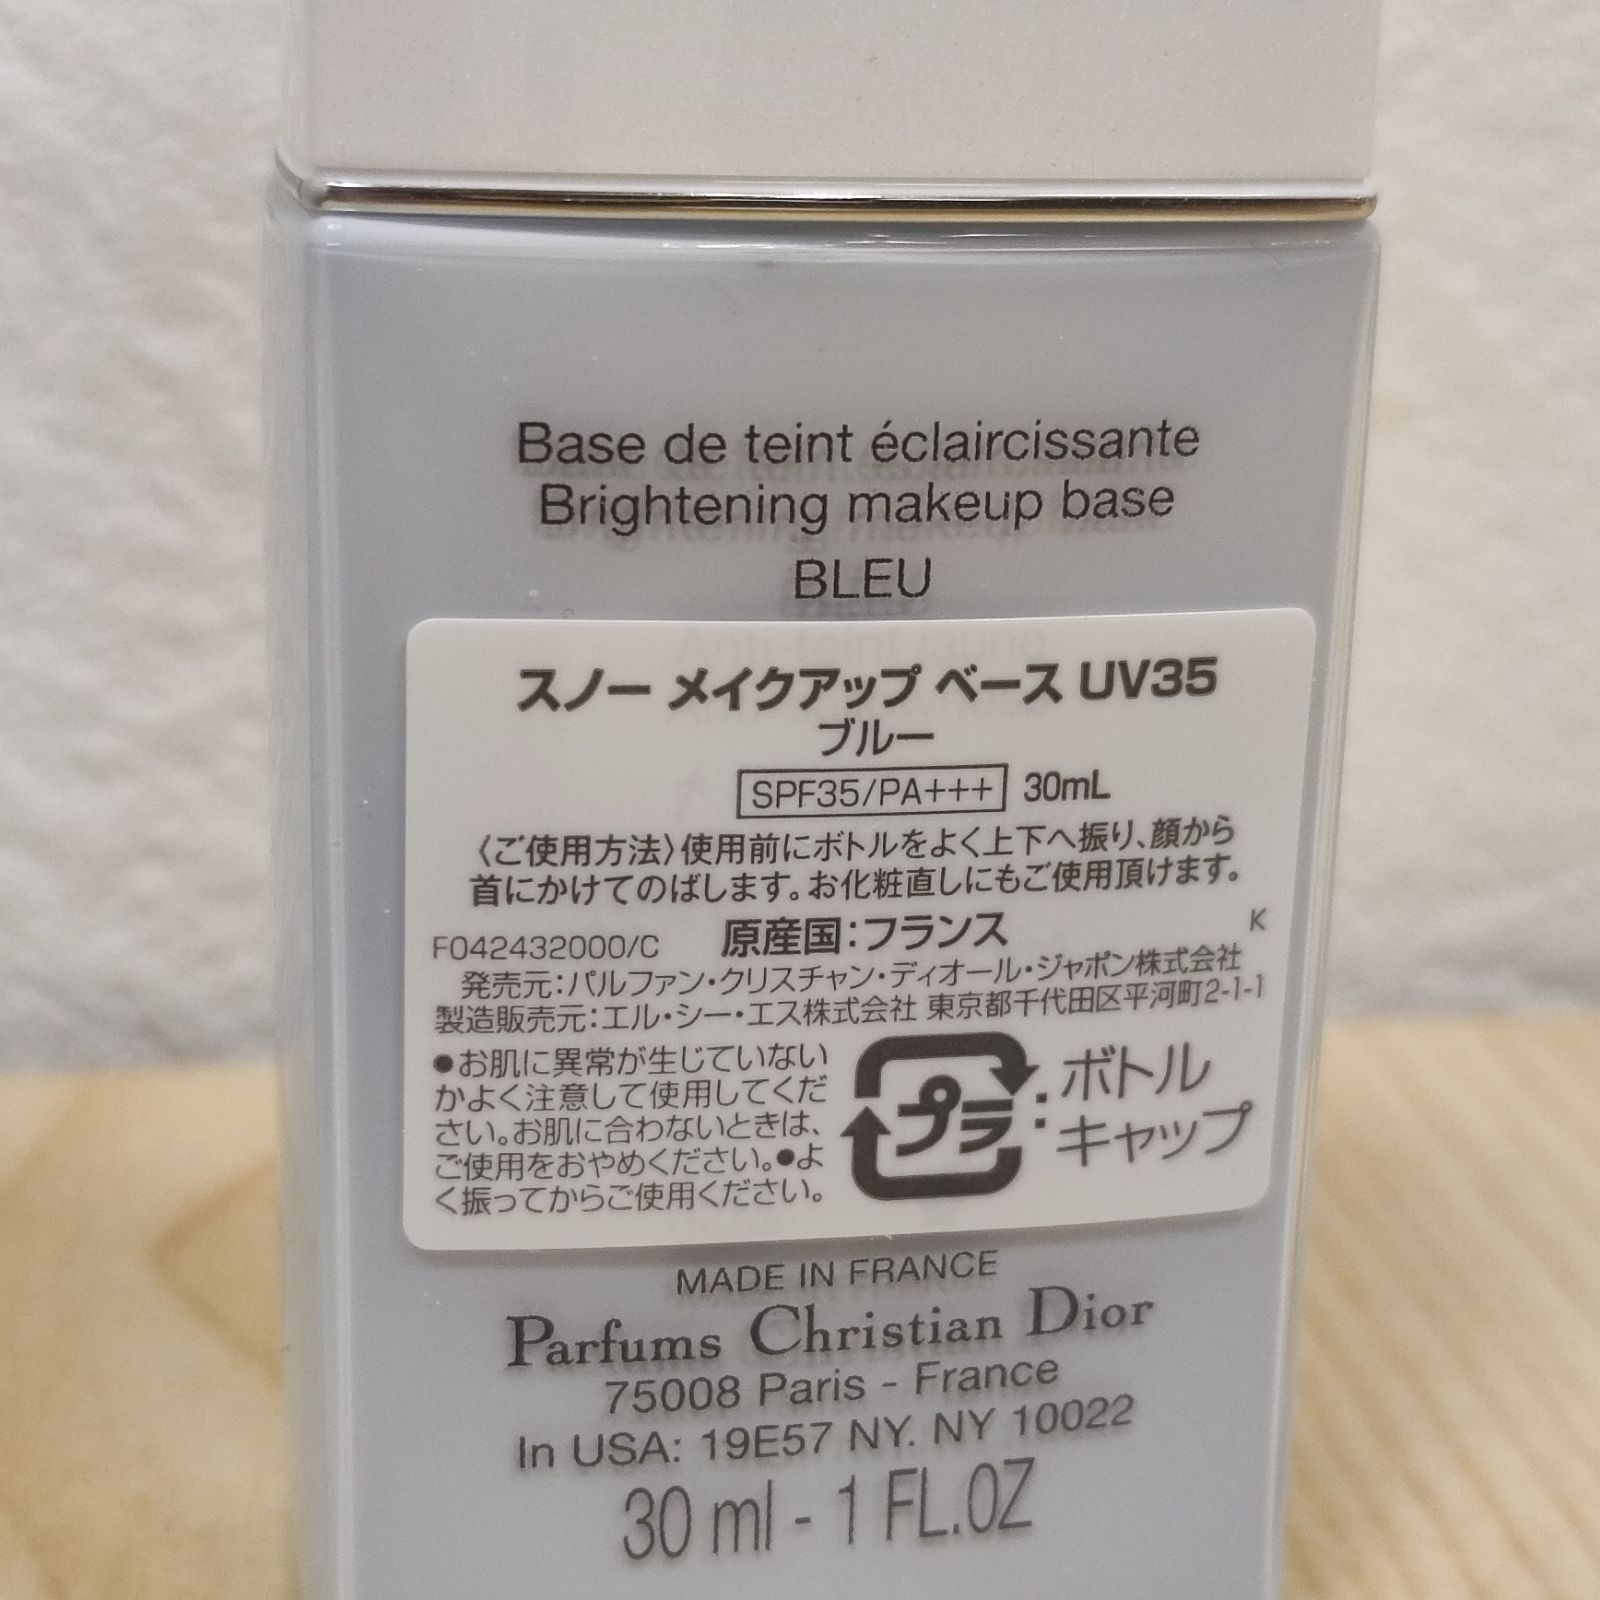 Base de teint éclaircissante
Brightening makeup base
BLEU
スノー メイクアップ ベース UV35
ブルー
SPF35/PA+++ 30mL
〈ご使用方法〉使用前にボトルをよく上下へ振り、顔から
首にかけてのばします。お化粧直しにもご使用頂けます。
F042432000/C 原産国：フランス K
発売元：パルファン・クリスチャン・ディオール・ジャポン株式会社
製造販売元：エル・シー・エス株式会社 東京都千代田区平河町2-1-1
●お肌に異常が生じていない
かよく注意して使用してくだ
さい。お肌に合わないときは、
ご使用をおやめください。●よ
く振ってからご使用ください。
プラ：ボトル
キャップ
MADE IN FRANCE
Parfums Christian Dior
75008 Paris - France
In USA: 19E57 NY. NY 10022
30 ml - 1 FL.OZ